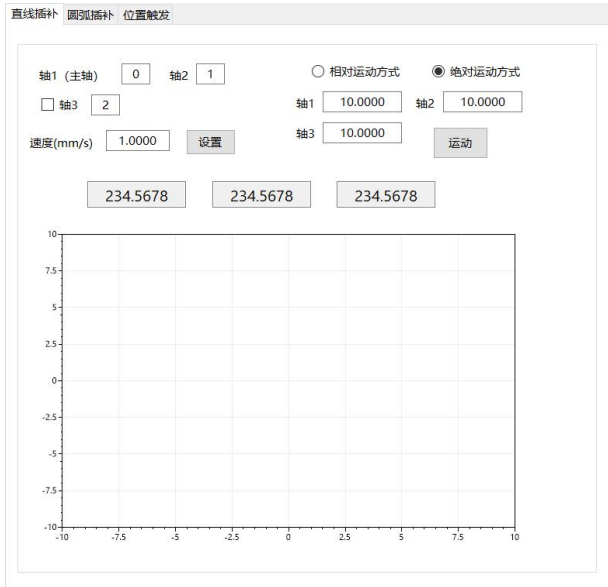 直线插补 圆弧插补 位置触发
轴1（主轴） 0 轴2 1
相对运动方式 绝对运动方式
轴3 2
轴1 10.0000 轴2 10.0000
速度(mm/s) 1.0000 设置
轴3 10.0000 运动
234.5678 234.5678 234.5678
10
7.5
5
2.5
0
-2.5
-5
-7.5
-10
-10 -7.5 -5 -2.5 0 2.5 5 7.5 10